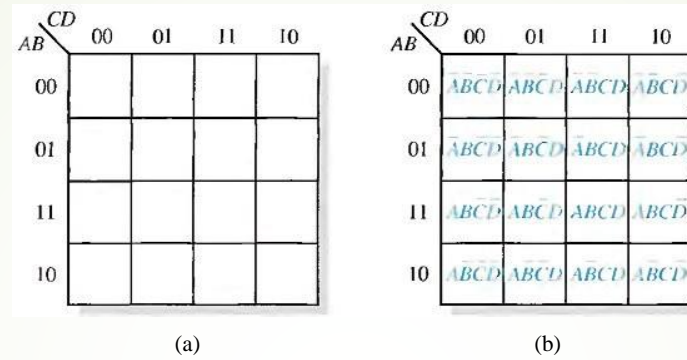 CD
AB 00 01 11 10
00
01
11
10
(a)
CD
AB 00 01 11 10
00 A̅B̅C̅D̅ A̅B̅C̅D A̅B̅CD A̅B̅CD̅
01 A̅BC̅D̅ A̅BC̅D A̅BCD A̅BCD̅
11 ABC̅D̅ ABC̅D ABCD ABCD̅
10 AB̅C̅D̅ AB̅C̅D AB̅CD AB̅CD̅
(b)